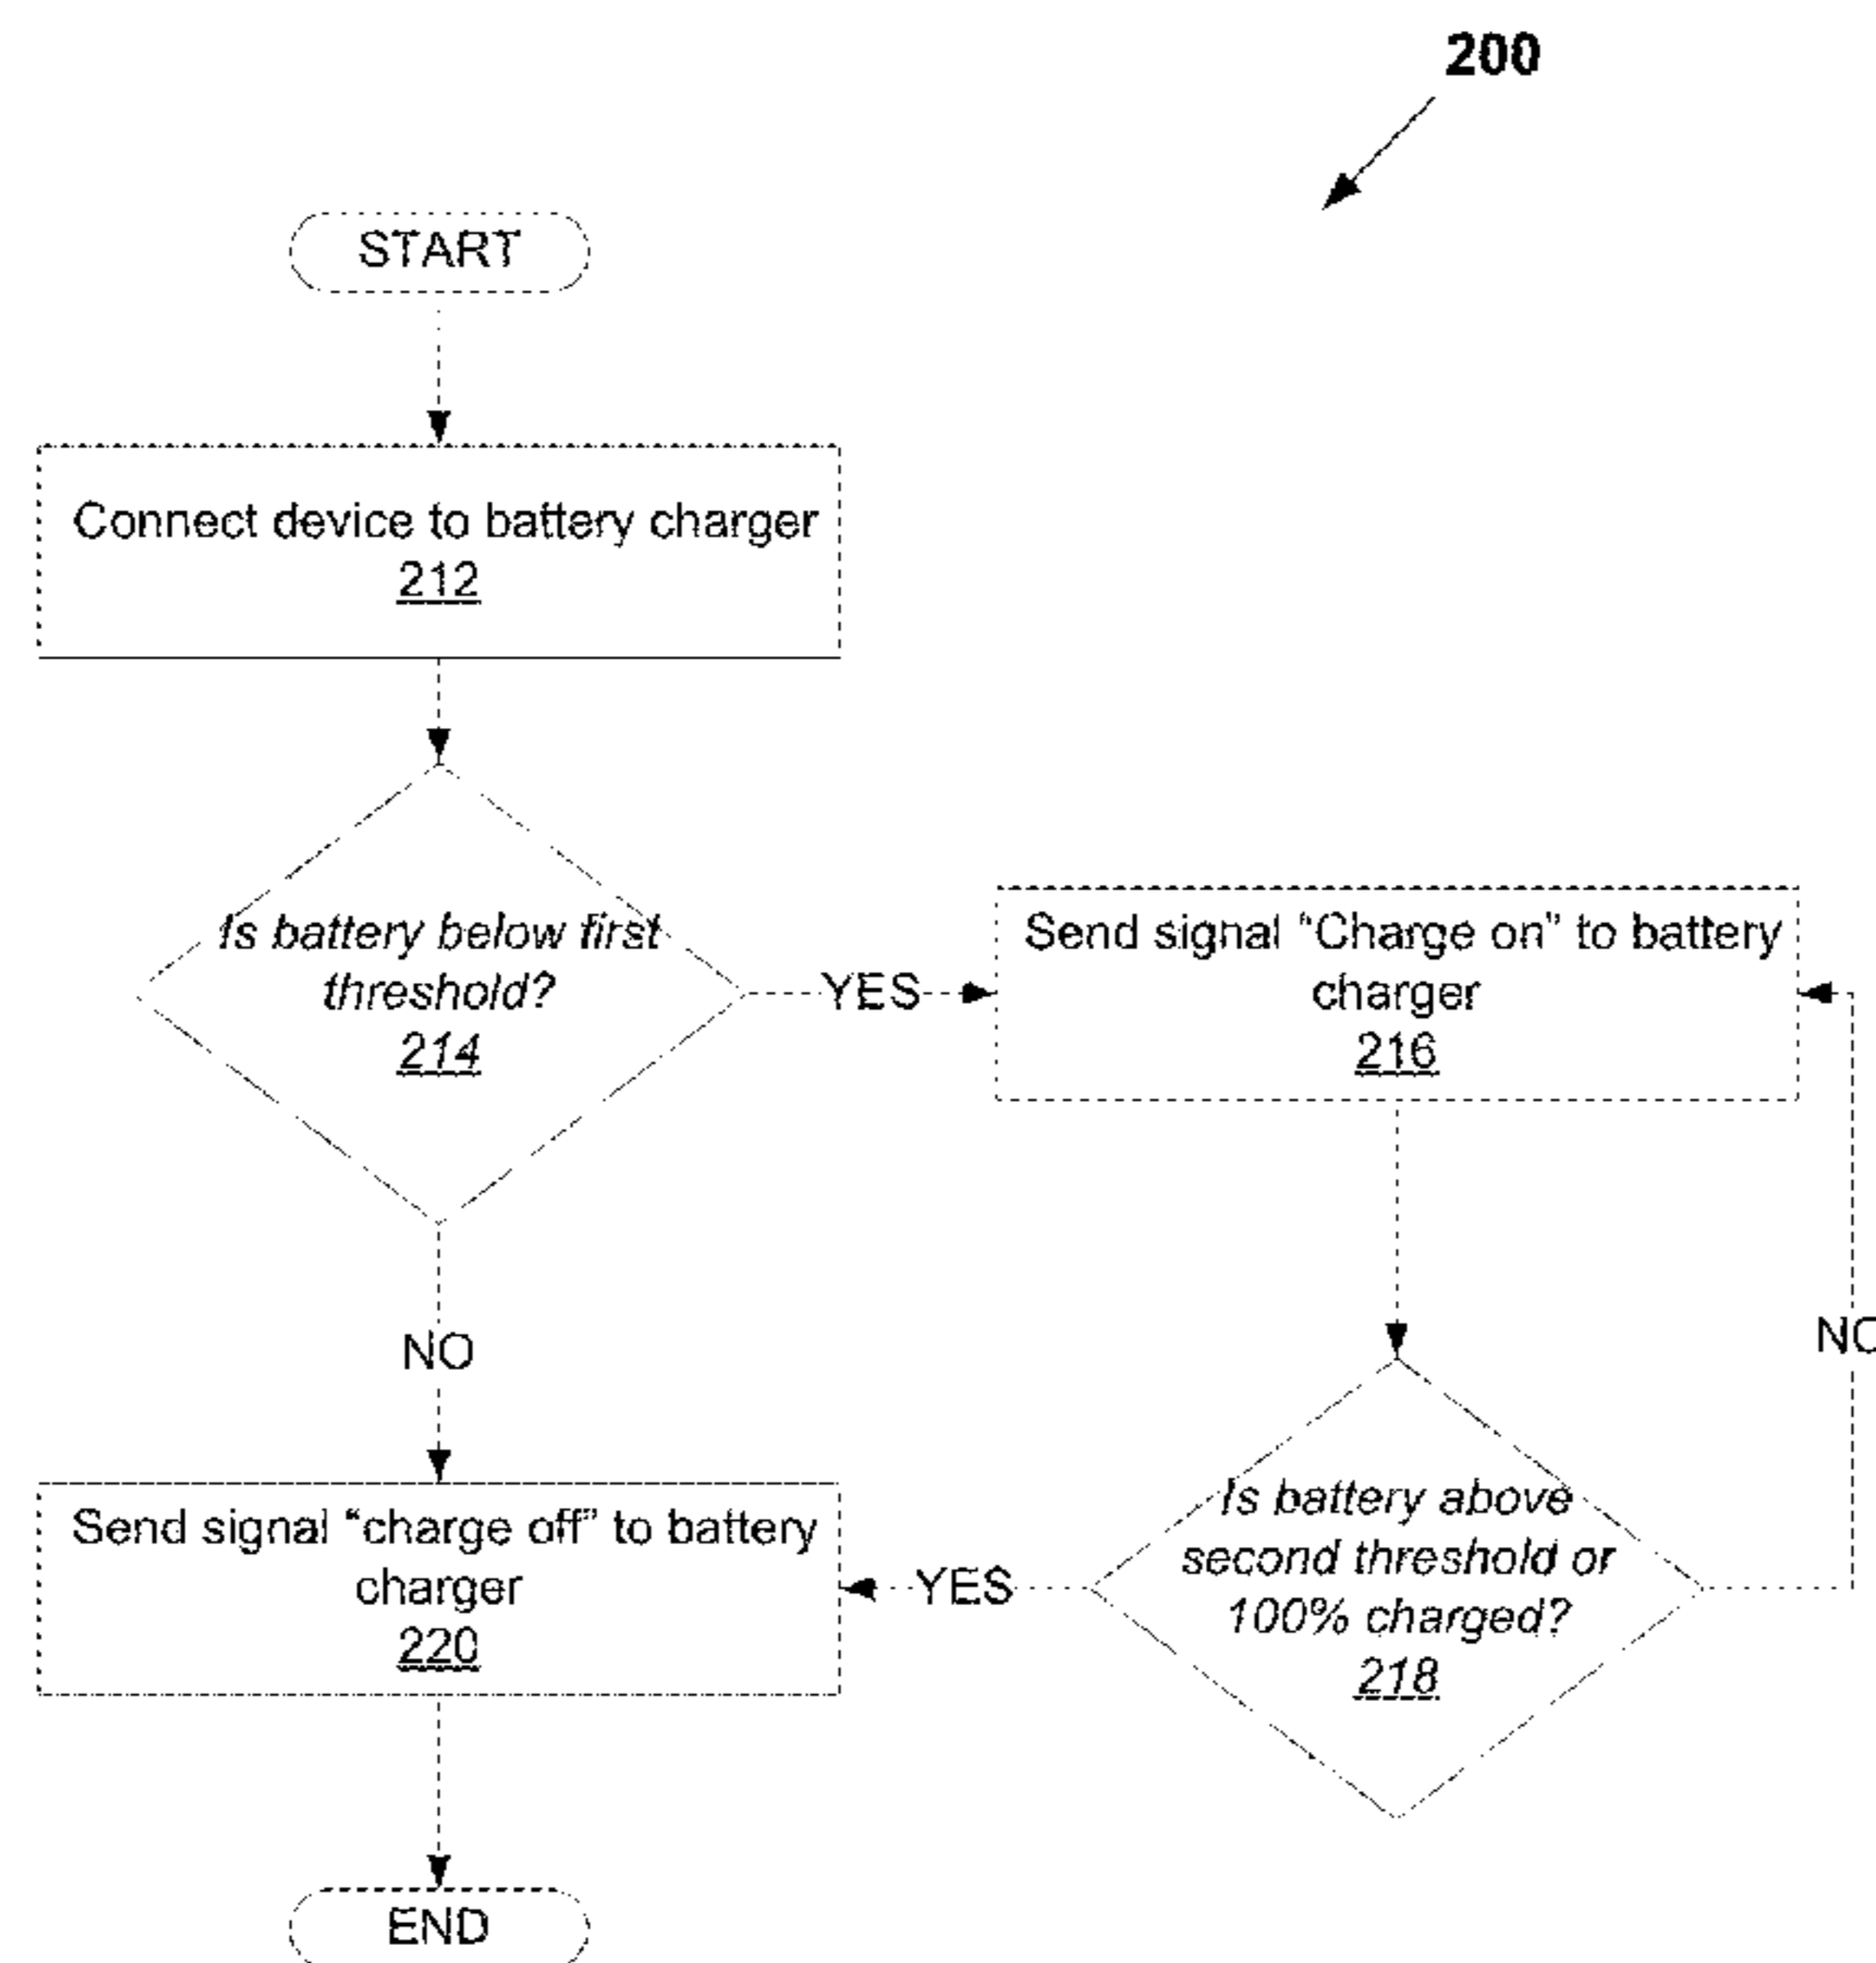 200
START
Connect device to battery charger
212
Is battery below first
threshold?
214
YES
Send signal “Charge on” to battery
charger
216
NO
NO
Send signal “charge off” to battery
charger
220
YES
Is battery above
second threshold or
100% charged?
218
END